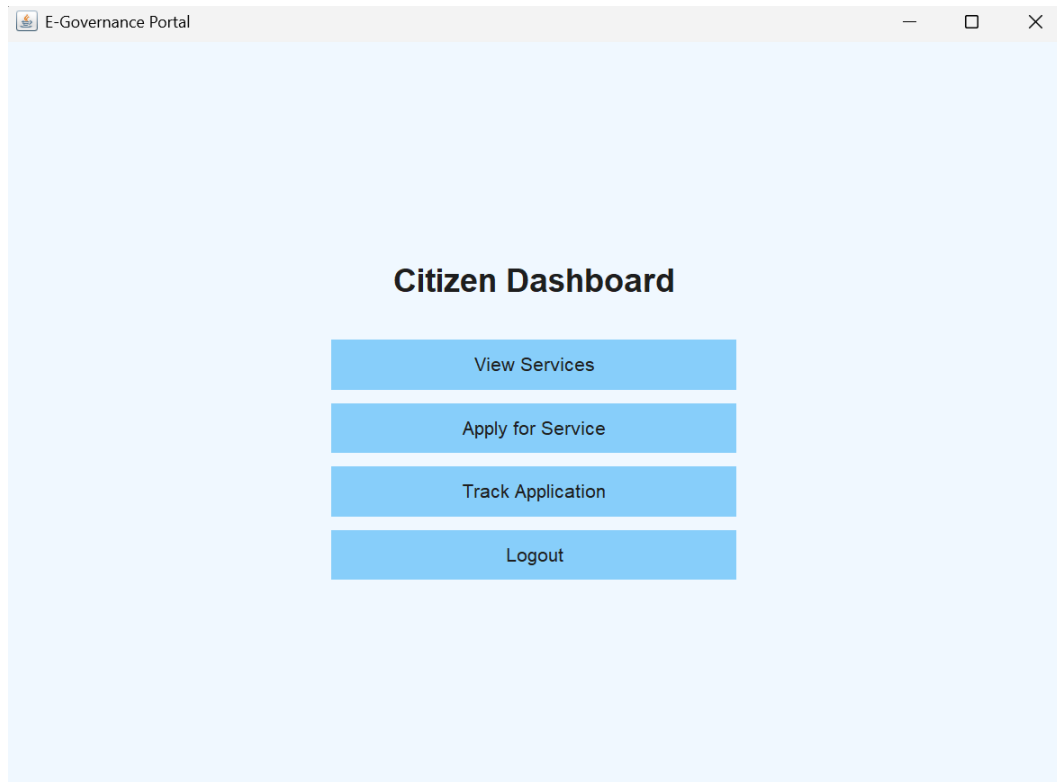 E-Governance Portal
Citizen Dashboard
View Services
Apply for Service
Track Application
Logout